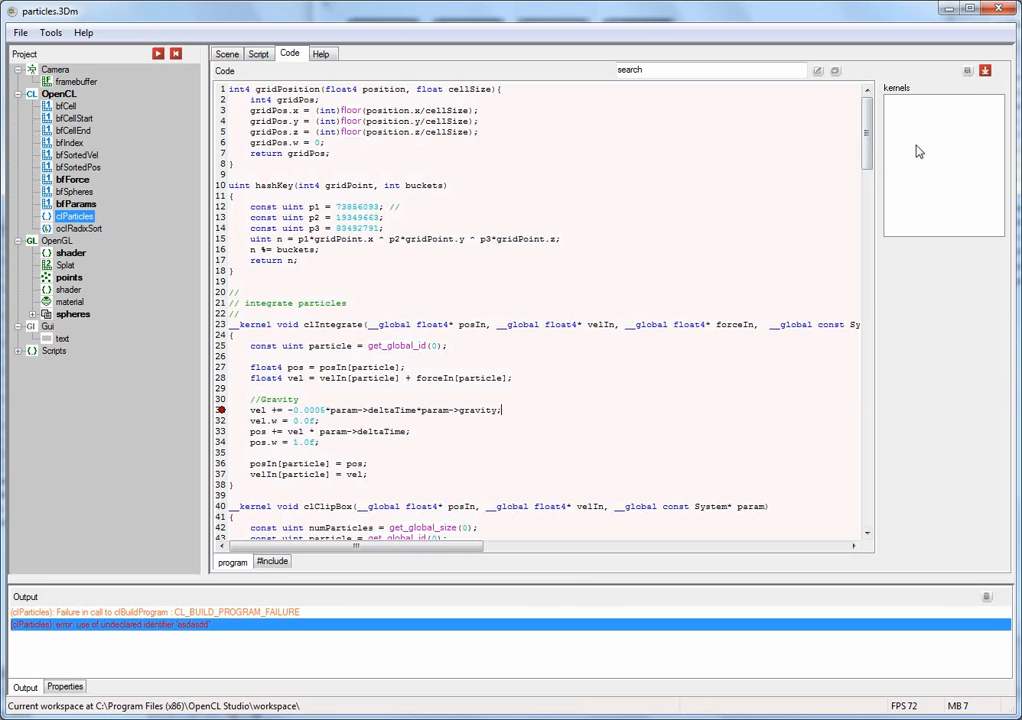 particles.3Dm
File Tools Help
Project
Scene Script Code Help
Camera
framebuffer
CL OpenCL
bfCell
bfCellStart
bfCellEnd
bfIndex
bfSortedVel
bfSortedPos
bfForce
bfSpheres
bfParams
clParticles
oclRadixSort
GL OpenGL
shader
Splat
points
shader
material
spheres
GI Gui
text
Scripts
Code
search
kernels
1 int4 gridPosition(float4 position, float cellSize){
2 int4 gridPos;
3 gridPos.x = (int)floor(position.x/cellSize);
4 gridPos.y = (int)floor(position.y/cellSize);
5 gridPos.z = (int)floor(position.z/cellSize);
6 gridPos.w = 0;
7 return gridPos;
8 }
9
10 uint hashKey(int4 gridPoint, int buckets)
11 {
12 const uint p1 = 73856093; //
13 const uint p2 = 19349663;
14 const uint p3 = 83492791;
15 uint n = p1*gridPoint.x ^ p2*gridPoint.y ^ p3*gridPoint.z;
16 n %= buckets;
17 return n;
18 }
19
20 //
21 // integrate particles
22 //
23 __kernel void clIntegrate(__global float4* posIn, __global float4* velIn, __global float4* forceIn, __global const Sy
24 {
25 const uint particle = get_global_id(0);
26
27 float4 pos = posIn[particle];
28 float4 vel = velIn[particle] + forceIn[particle];
29
30 //Gravity
vel += -0.0005*param->deltaTime*param->gravity;
32 vel.w = 0.0f;
33 pos += vel * param->deltaTime;
34 pos.w = 1.0f;
35
36 posIn[particle] = pos;
37 velIn[particle] = vel;
38 }
39
40 __kernel void clClipBox(__global float4* posIn, __global float4* velIn, __global const System* param)
41 {
42 const uint numParticles = get_global_size(0);
43 const uint particle = get_global_id(0);
program #include
Output
(clParticles): Failure in call to clBuildProgram : CL_BUILD_PROGRAM_FAILURE
(clParticles): error: use of undeclared identifier 'asdasdd'
Output Properties
Current workspace at C:\Program Files (x86)\OpenCL Studio\workspace\ FPS 72 MB 7